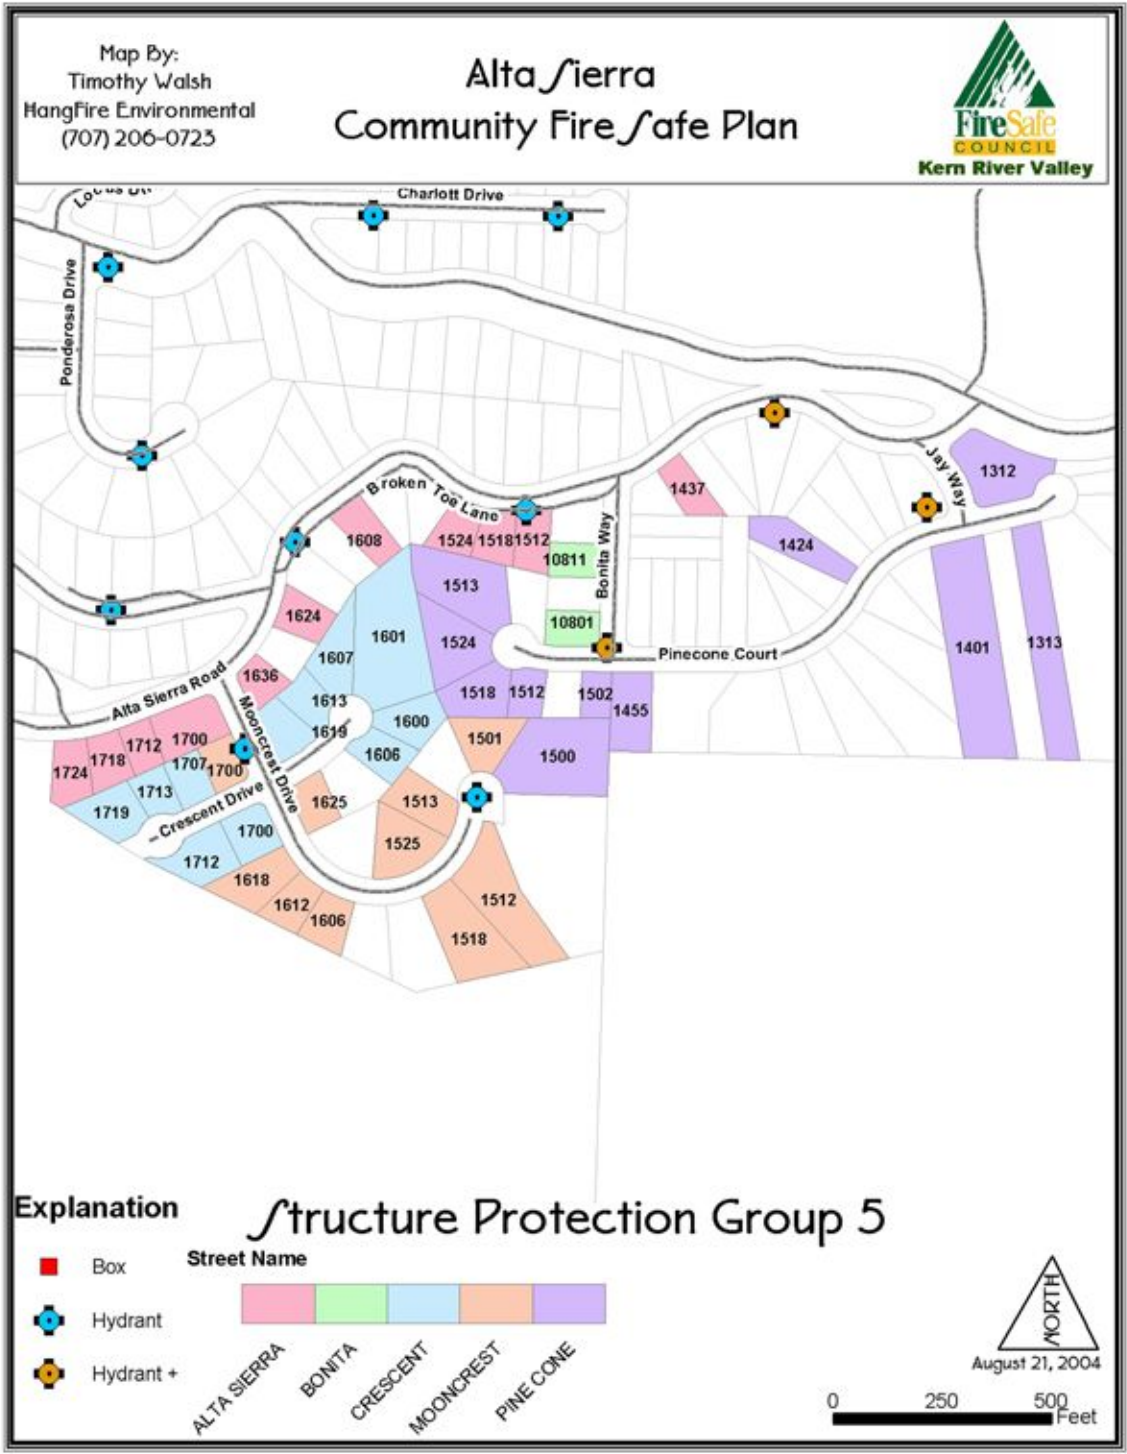 Map By:
Timothy Walsh
HangFire Environmental
(707) 206-0723
Alta Sierra
Community Fire Safe Plan
FireSafe
COUNCIL
Kern River Valley
Charlott Drive
Ponderosa Drive
Jay Way
1312
Broken Toe Lane
1437
1608
1524
1518
1512
10811
Bonita Way
1424
1513
1624
10801
1601
1524
1607
Pinecone Court
1401
1313
1636
1518
1512
1502
1455
1613
Alta Sierra Road
Mooncrest Drive
1619
1600
1501
1724
1718
1712
1700
1606
1500
1707
1700
1713
1719
Crescent Drive
1625
1513
1700
1525
1712
1618
1612
1606
1512
1518
Explanation
Structure Protection Group 5
Box
Street Name
Hydrant
Hydrant +
ALTA SIERRA
BONITA
CRESCENT
MOONCREST
PINE CONE
NORTH
August 21, 2004
0 250 500
Feet